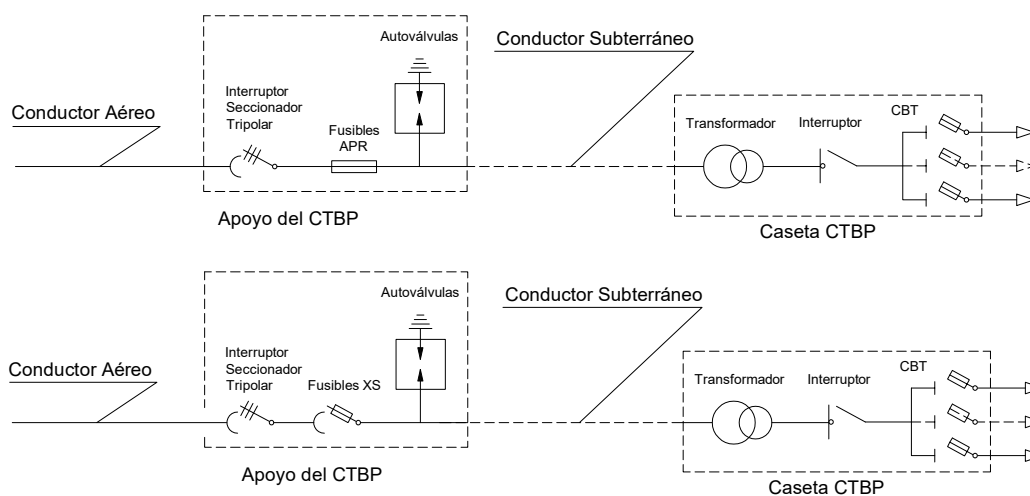 Autoválvulas
Conductor Subterráneo
Interruptor
Seccionador
Tripolar
Conductor Aéreo
Fusibles
APR
Transformador
Interruptor
CBT
Apoyo del CTBP
Caseta CTBP
Autoválvulas
Conductor Subterráneo
Interruptor
Seccionador
Tripolar
Conductor Aéreo
Fusibles XS
Transformador
Interruptor
CBT
Apoyo del CTBP
Caseta CTBP